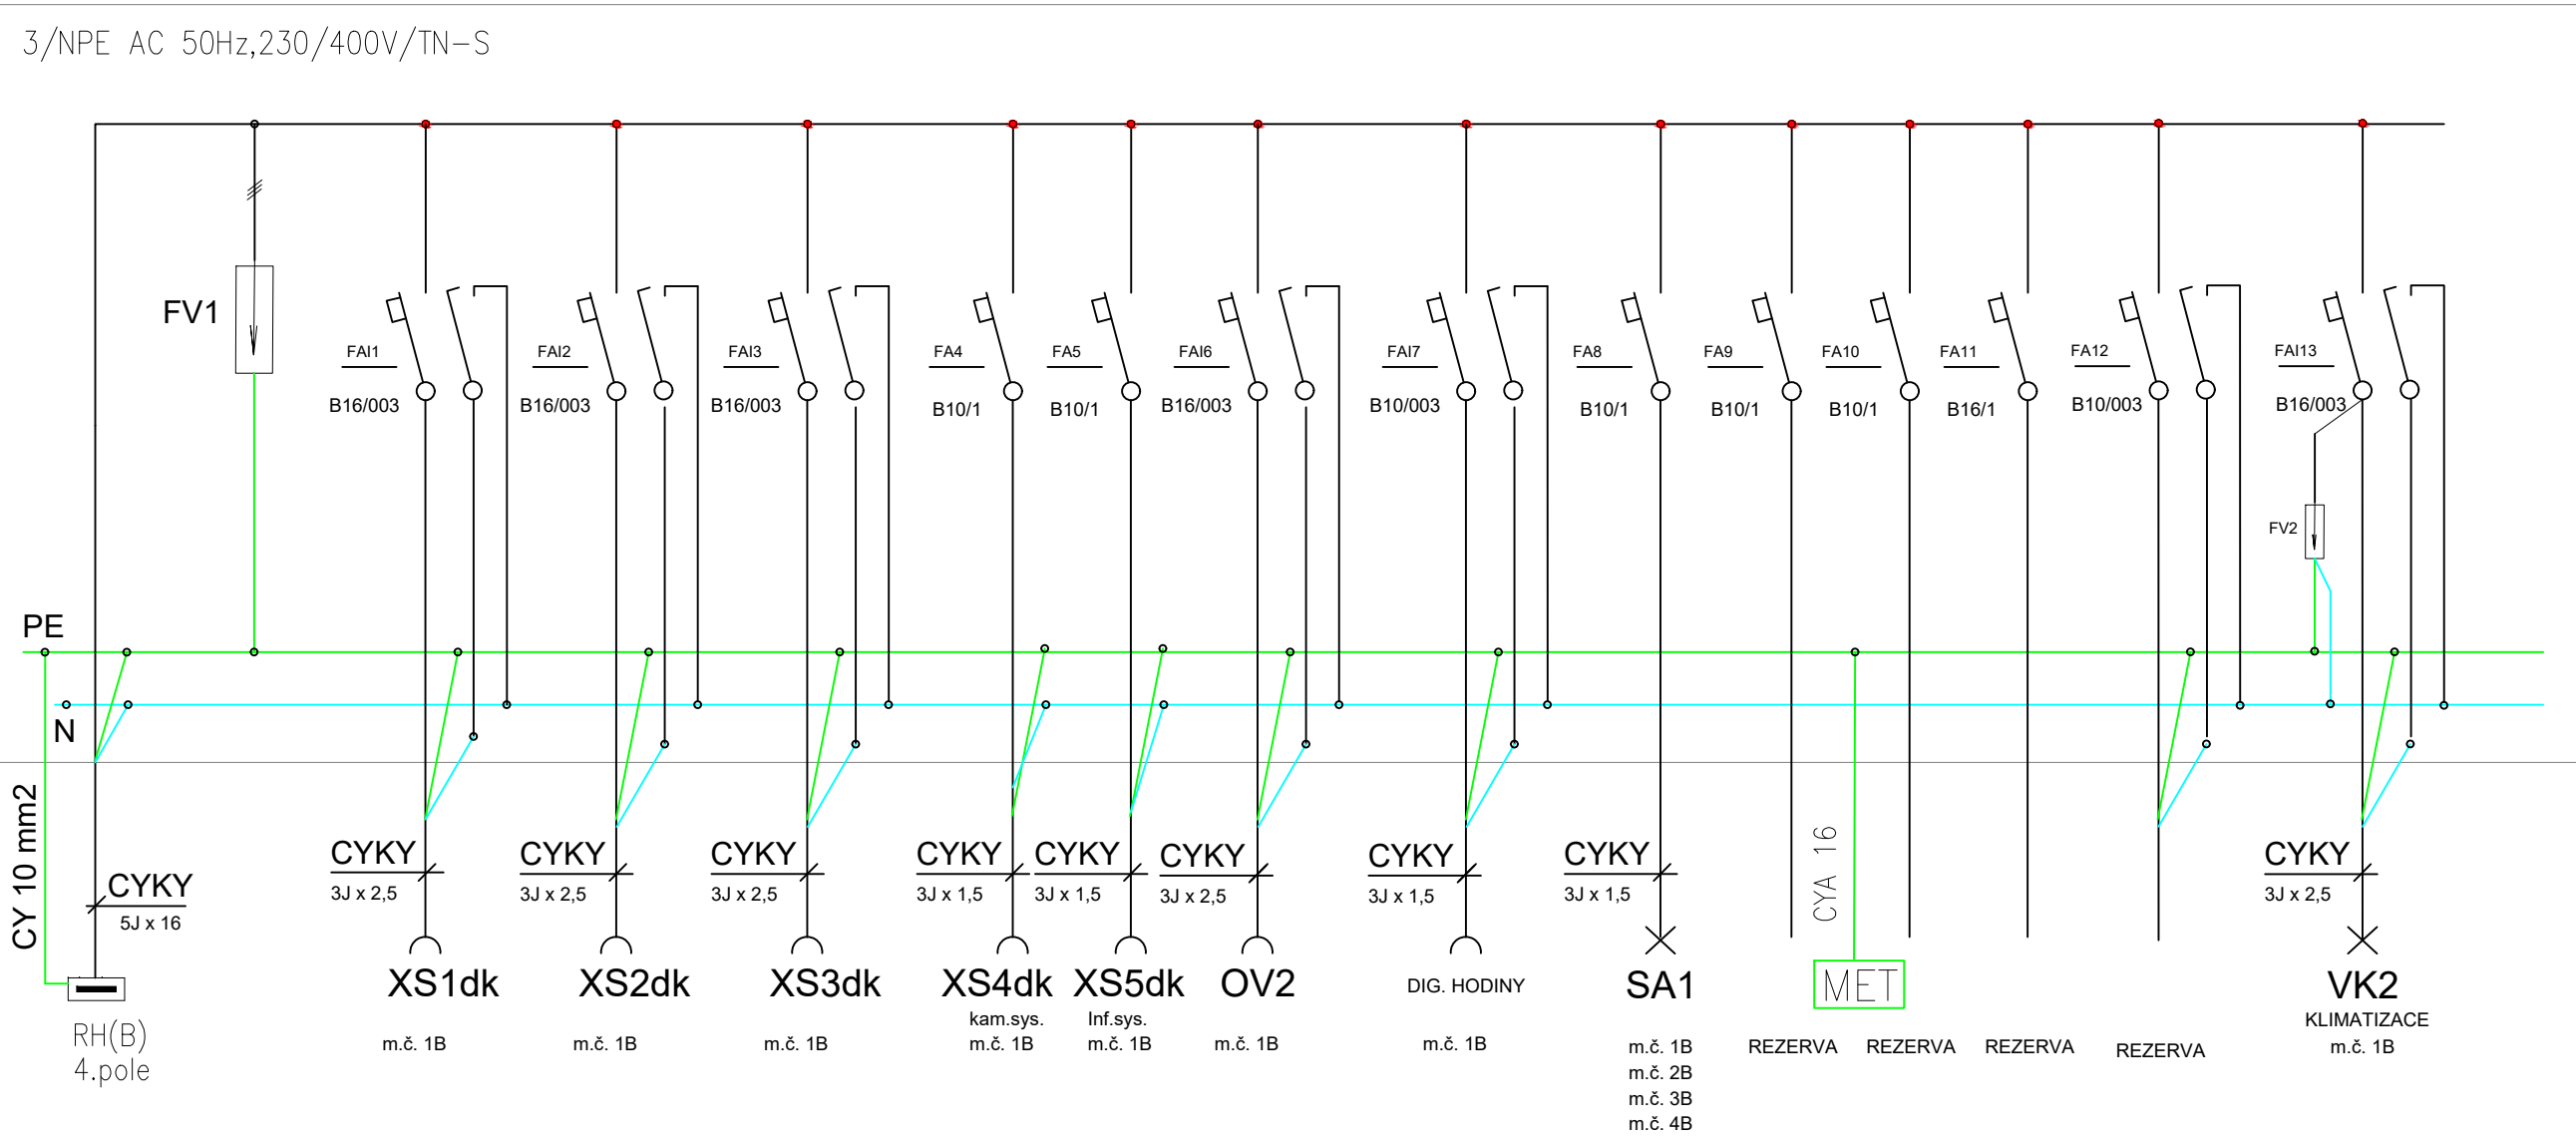 3/NPE AC 50Hz,230/400V/TN-S
FV1
FAI1
B16/003
FAI2
B16/003
FAI3
B16/003
FA4
B10/1
FA5
B10/1
FAI6
B16/003
FAI7
B10/003
FA8
B10/1
FA9
B10/1
FA10
B10/1
FA11
B16/1
FA12
B10/003
FAI13
B16/003
FV2
PE
N
CY 10 mm2
CYKY
5J x 16
CYKY
3J x 2,5
CYKY
3J x 2,5
CYKY
3J x 2,5
CYKY
3J x 1,5
CYKY
3J x 1,5
CYKY
3J x 2,5
CYKY
3J x 1,5
CYKY
3J x 1,5
CYA 16
CYKY
3J x 2,5
RH(B)
4.pole
XS1dk
m.č. 1B
XS2dk
m.č. 1B
XS3dk
m.č. 1B
XS4dk
kam.sys.
m.č. 1B
XS5dk
Inf.sys.
m.č. 1B
OV2
m.č. 1B
DIG. HODINY
m.č. 1B
SA1
m.č. 1B
m.č. 2B
m.č. 3B
m.č. 4B
MET
REZERVA
REZERVA
REZERVA
REZERVA
VK2
KLIMATIZACE
m.č. 1B